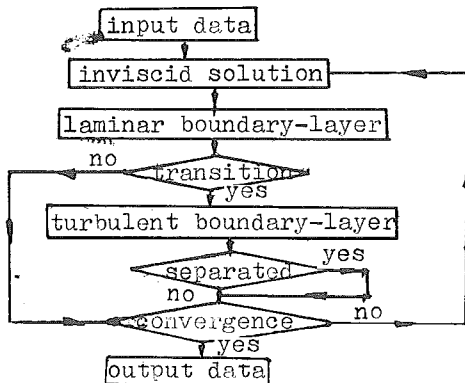 input data
inviscid solution
laminar boundary-layer
no
transition
yes
turbulent boundary-layer
yes
separated
no
no
convergence
yes
output data